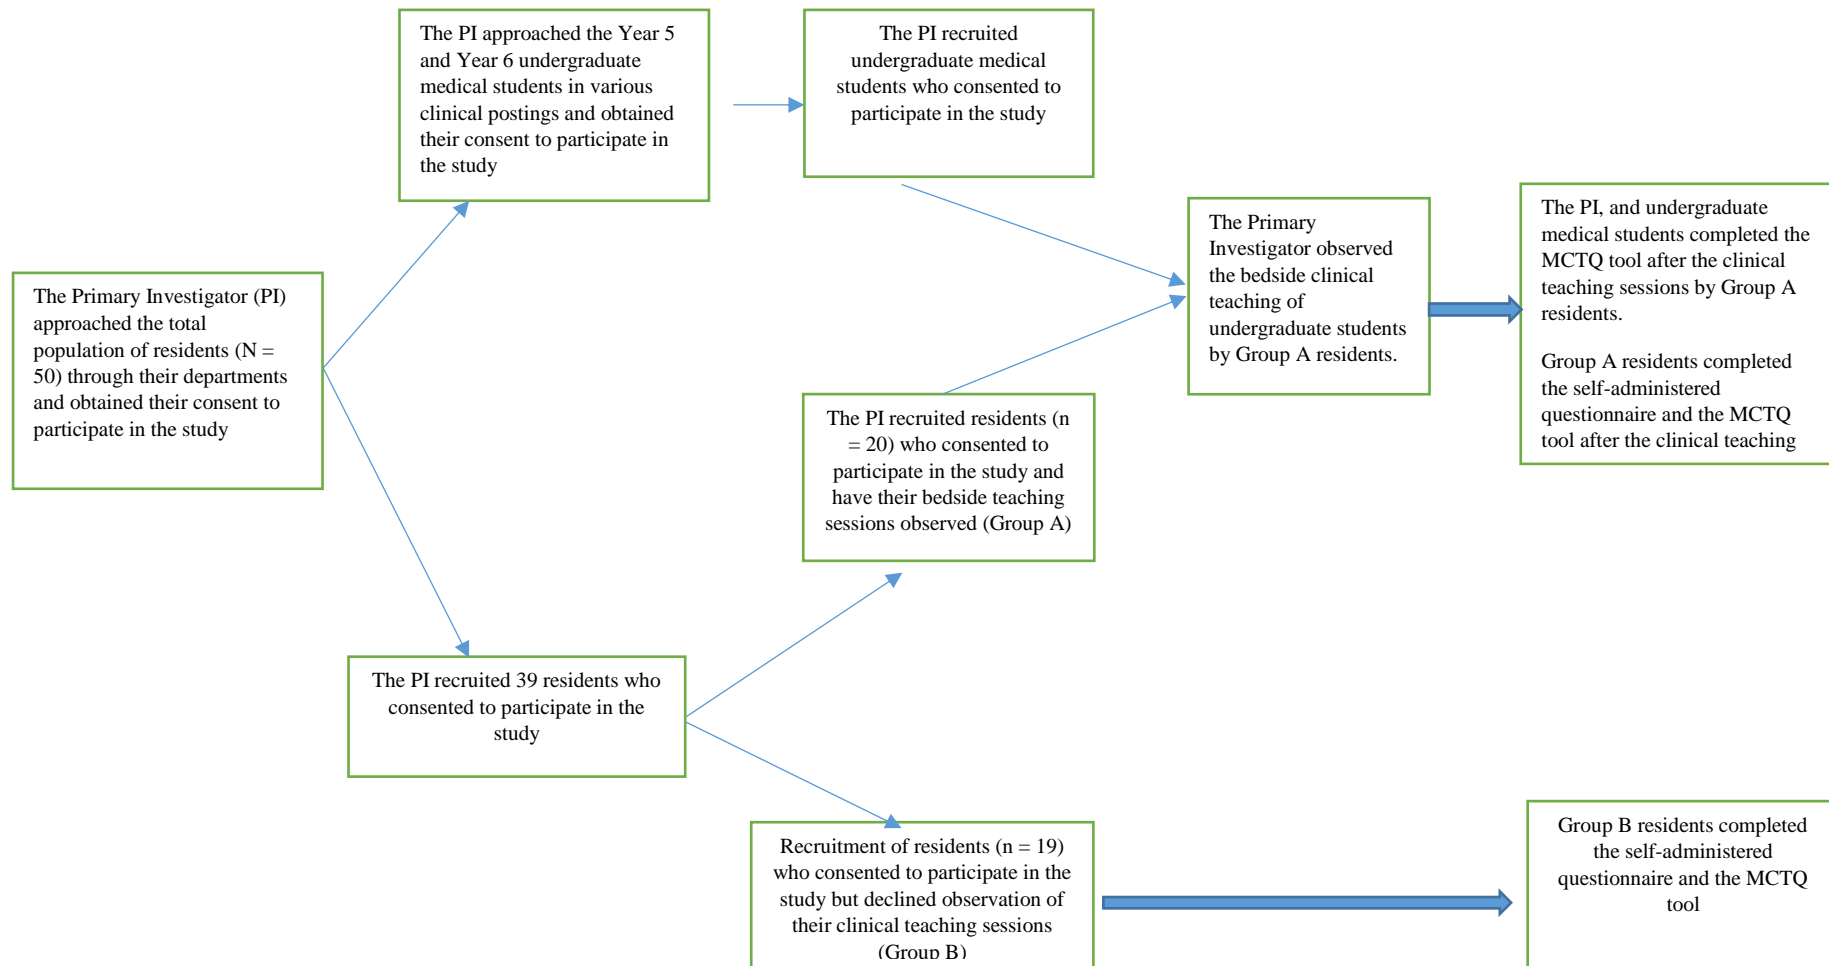 The PI approached the Year 5
and Year 6 undergraduate
medical students in various
clinical postings and obtained
their consent to participate in
the study
The PI recruited
undergraduate medical
students who consented to
participate in the study
The Primary Investigator (PI)
approached the total
population of residents (N =
50) through their departments
and obtained their consent to
participate in the study
The Primary
Investigator observed
the bedside clinical
teaching of
undergraduate students
by Group A residents.
The PI, and undergraduate
medical students completed the
MCTQ tool after the clinical
teaching sessions by Group A
residents.
Group A residents completed
the self-administered
questionnaire and the MCTQ
tool after the clinical teaching
The PI recruited residents (n
= 20) who consented to
participate in the study and
have their bedside teaching
sessions observed (Group A)
The PI recruited 39 residents who
consented to participate in the
study
Recruitment of residents (n = 19)
who consented to participate in the
study but declined observation of
their clinical teaching sessions
(Group B)
Group B residents completed
the self-administered
questionnaire and the MCTQ
tool